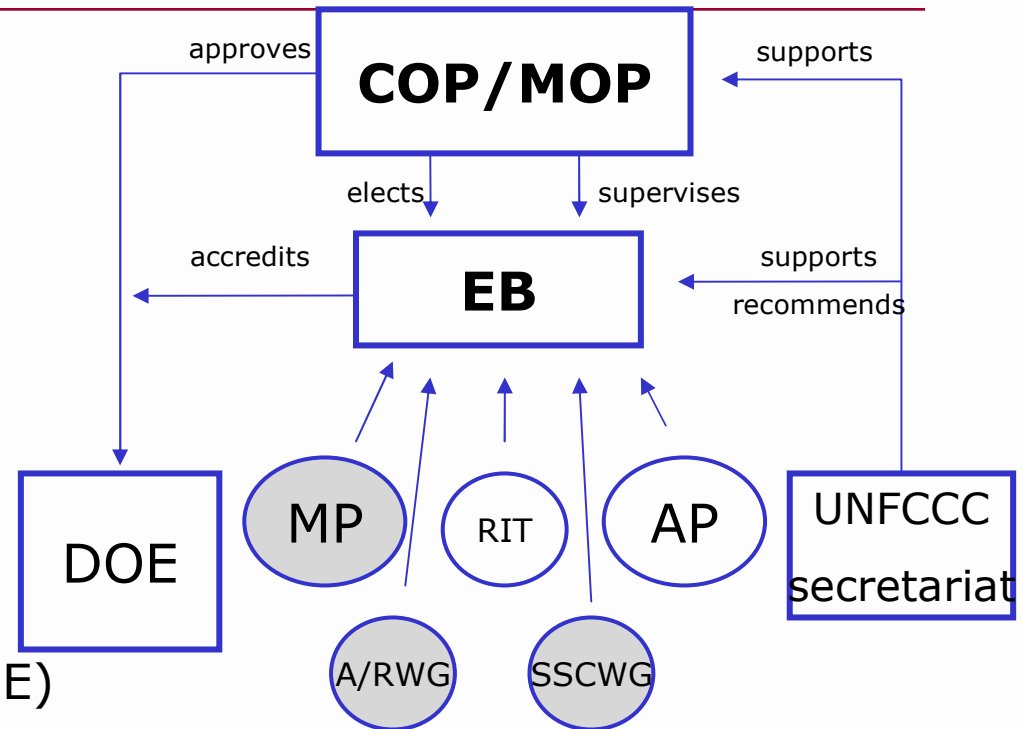 approves
COP/MOP
supports
elects
supervises
accredits
EB
supports
recommends
MP
RIT
AP
UNFCCC
secretariat
DOE
A/RWG
SSCWG
E)